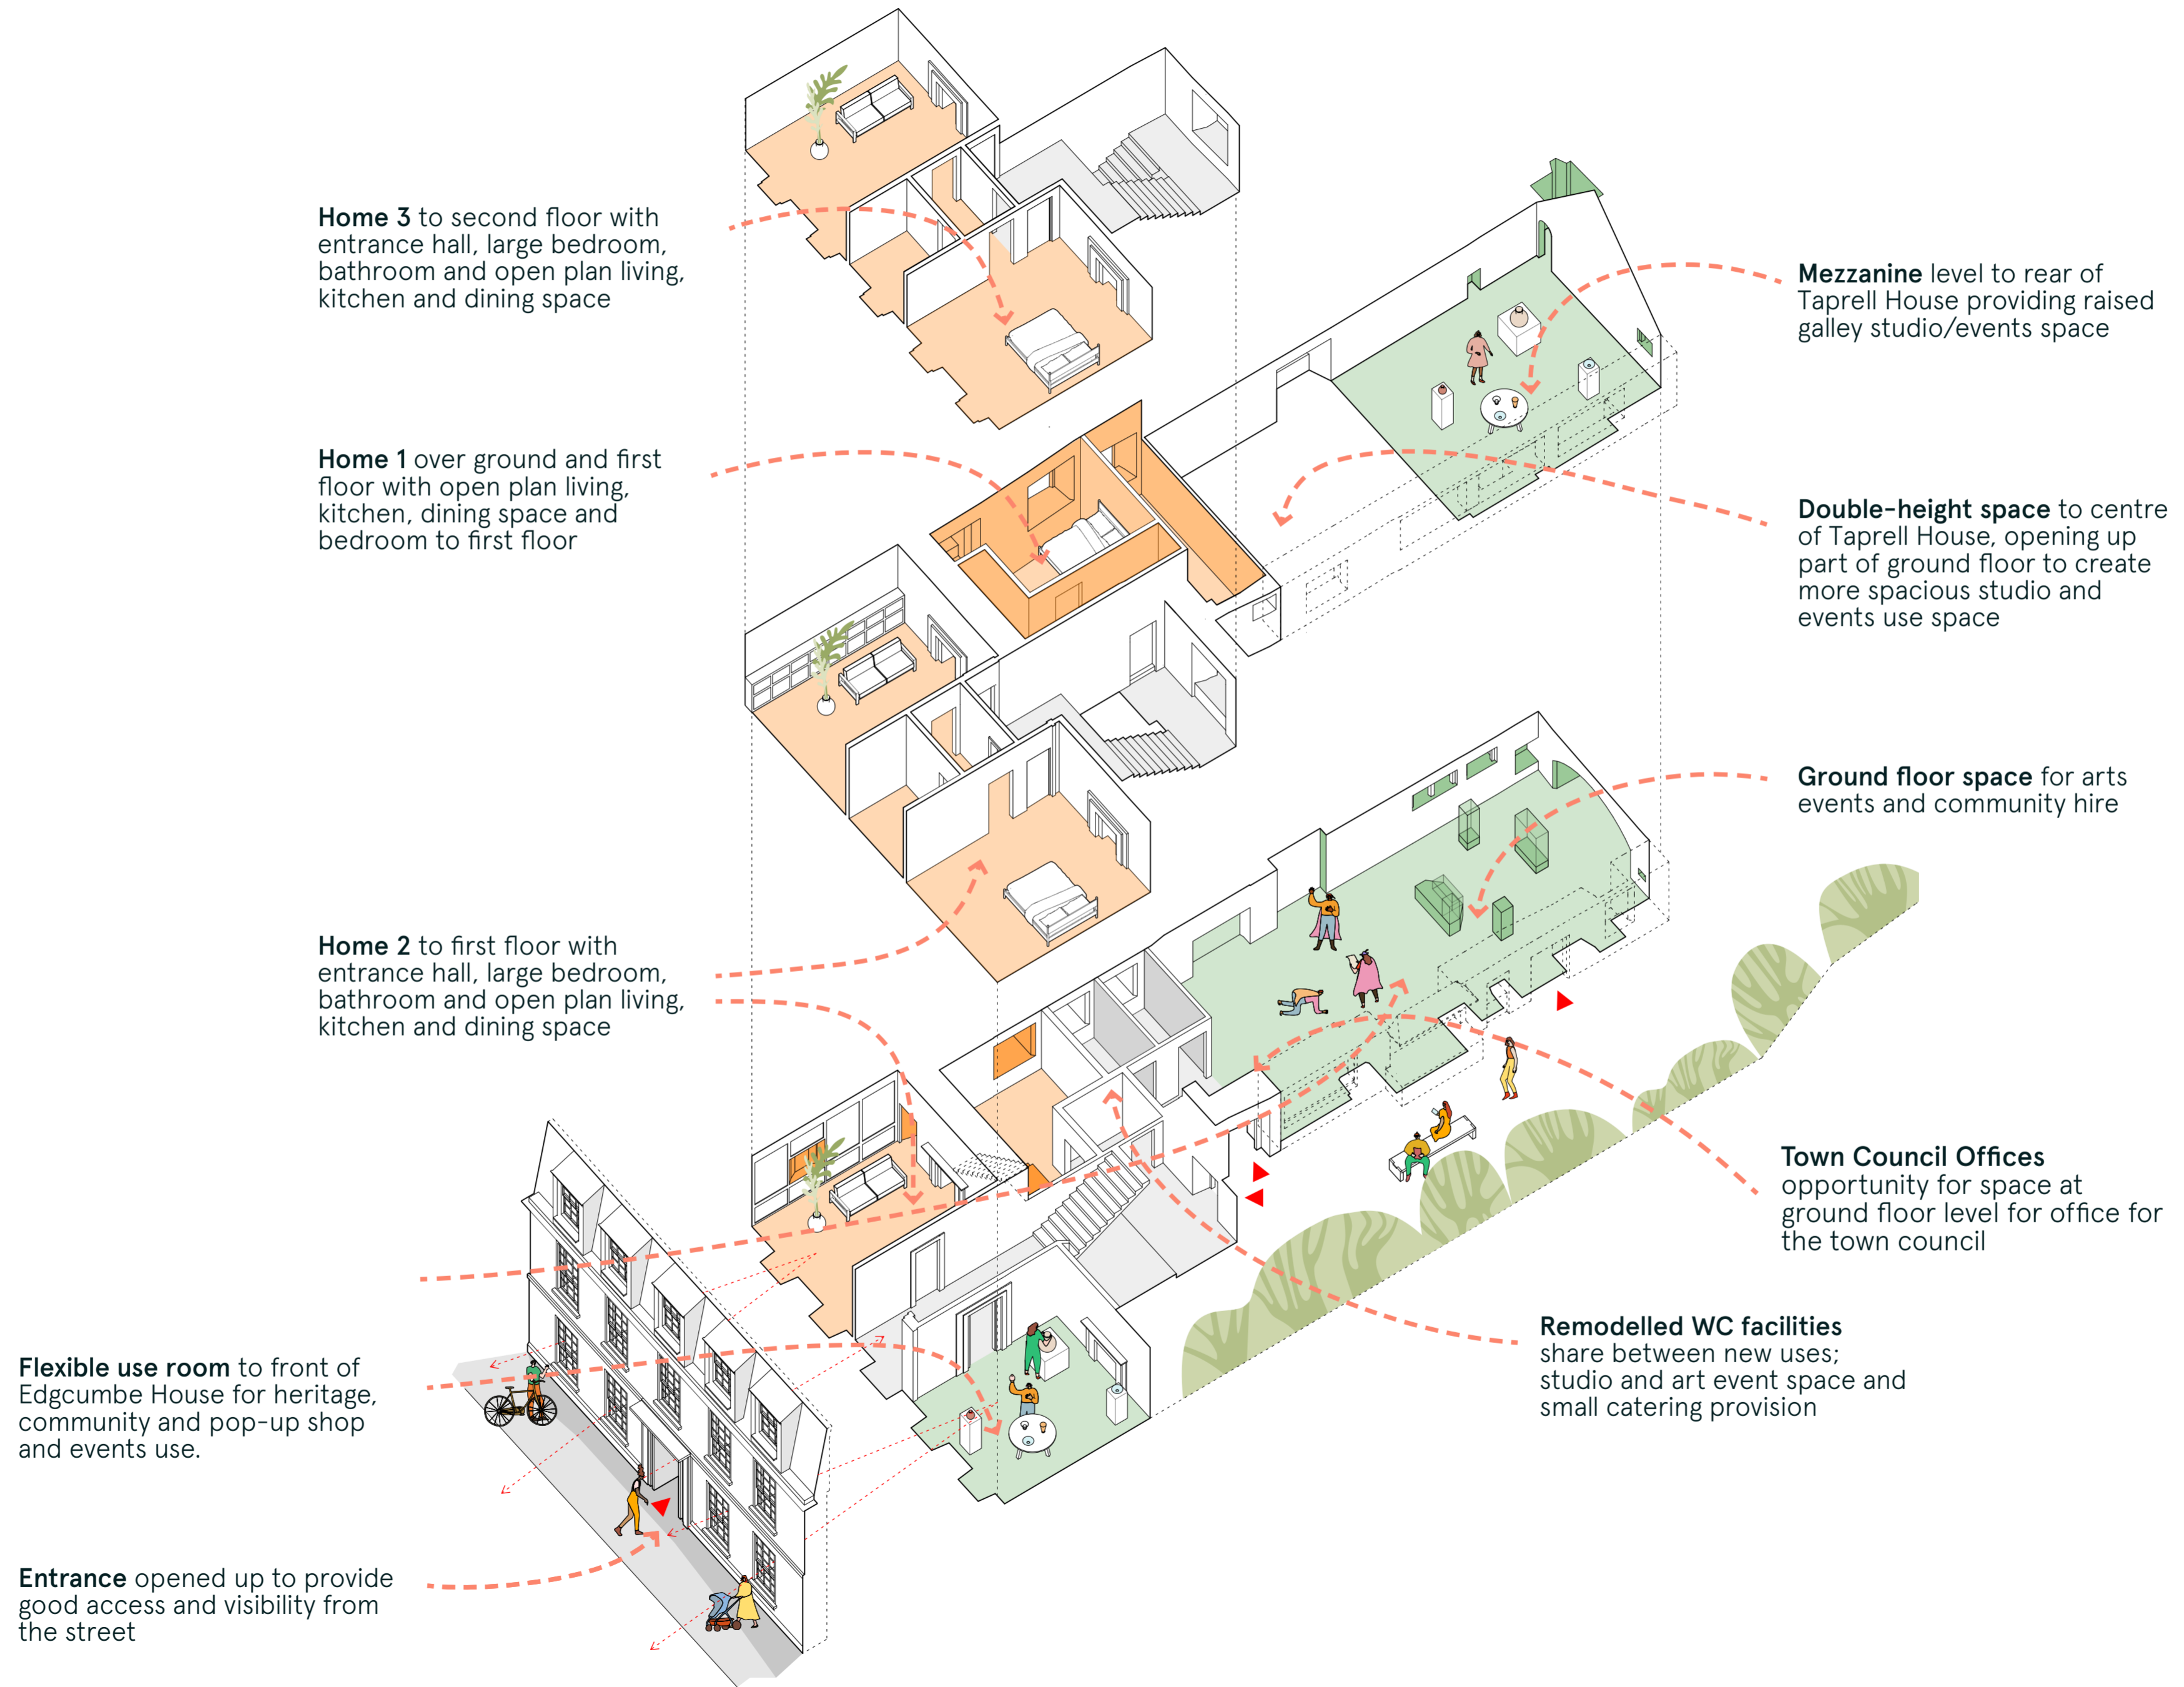 Home 3 to second floor with
entrance hall, large bedroom,
bathroom and open plan living,
kitchen and dining space
Home 1 over ground and first
floor with open plan living,
kitchen, dining space and
bedroom to first floor
Home 2 to first floor with
entrance hall, large bedroom,
bathroom and open plan living,
kitchen and dining space
Flexible use room to front of
Edgcumbe House for heritage,
community and pop-up shop
and events use.
Entrance opened up to provide
good access and visibility from
the street
Mezzanine level to rear of
Taprell House providing raised
galley studio/events space
Double-height space to centre
of Taprell House, opening up
part of ground floor to create
more spacious studio and
events use space
Ground floor space for arts
events and community hire
Town Council Offices
opportunity for space at
ground floor level for office for
the town council
Remodelled WC facilities
share between new uses;
studio and art event space and
small catering provision